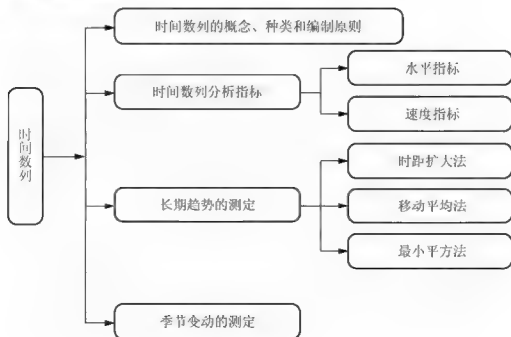 时间数列
时间数列的概念、种类和编制原则
时间数列分析指标
水平指标
速度指标
长期趋势的测定
时距扩大法
移动平均法
最小平方法
季节变动的测定